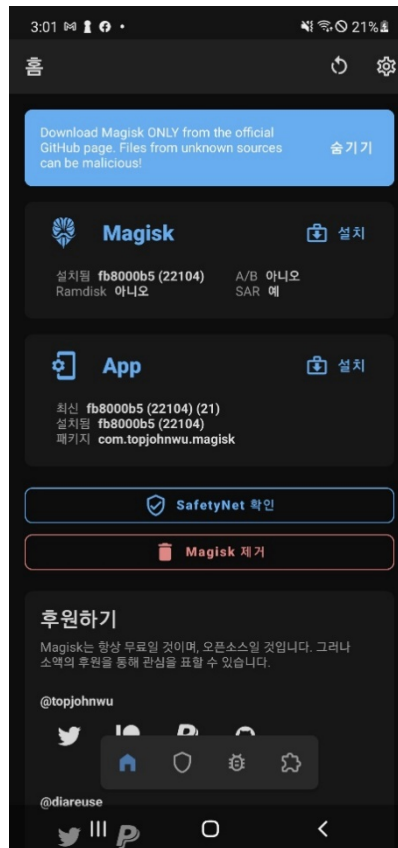 3:01
21%
홈
Download Magisk ONLY from the official
GitHub page. Files from unknown sources
can be malicious!
숨기기
Magisk
설치
설치됨 fb8000b5 (22104)
A/B 아니오
Ramdisk 아니오
SAR 예
App
설치
최신 fb8000b5 (22104) (21)
설치됨 fb8000b5 (22104)
패키지 com.topjohnwu.magisk
SafetyNet 확인
Magisk 제거
후원하기
Magisk는 항상 무료일 것이며, 오픈소스일 것입니다. 그러나
소액의 후원을 통해 관심을 표할 수 있습니다.
@topjohnwu
@diareuse